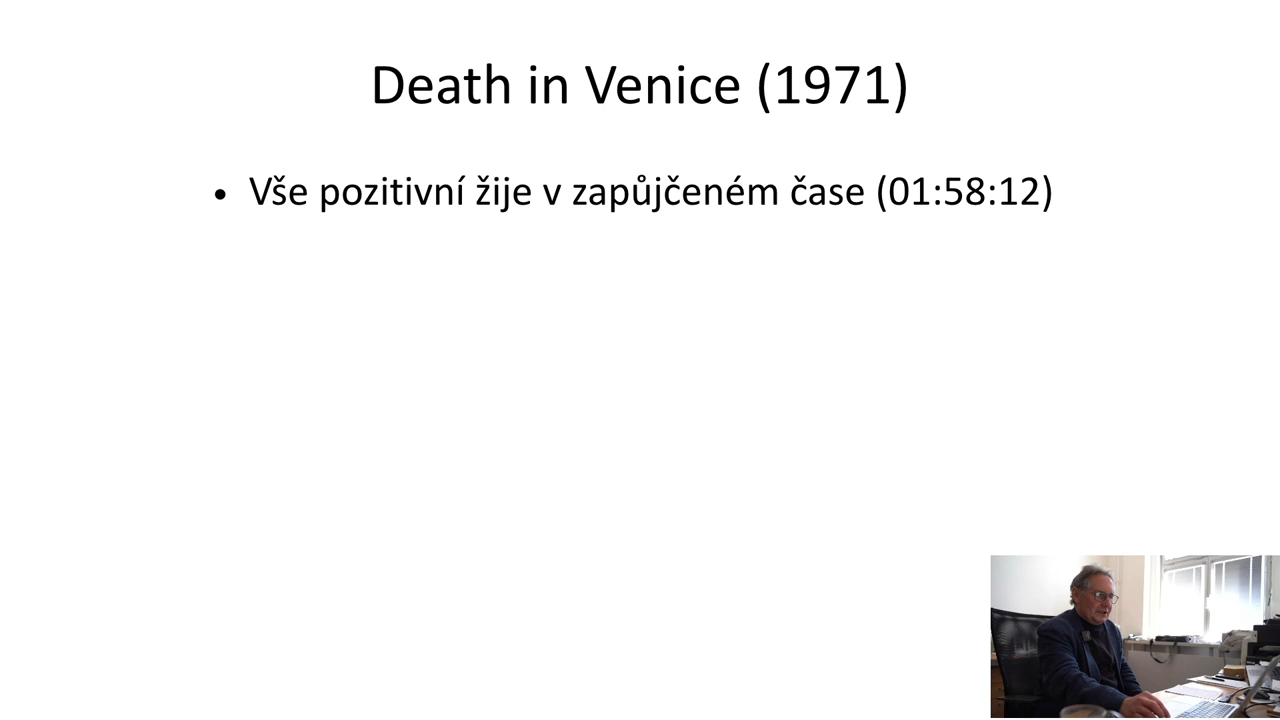 Death in Venice (1971)
• Vše pozitivní žije v zapůjčeném čase (01:58:12)